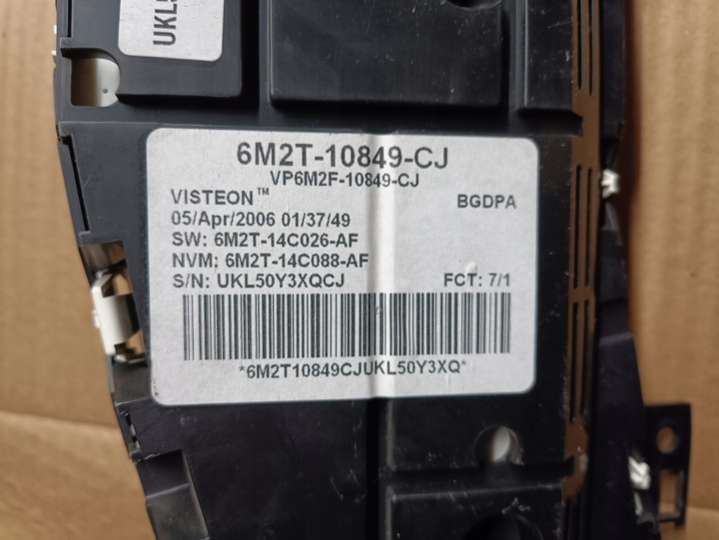 UKL5
6M2T-10849-CJ
VP6M2F-10849-CJ
VISTEON™ BGDPA
05/Apr/2006 01/37/49
SW: 6M2T-14C026-AF
NVM: 6M2T-14C088-AF
S/N: UKL50Y3XQCJ FCT: 7/1
*6M2T10849CJUKL50Y3XQ*